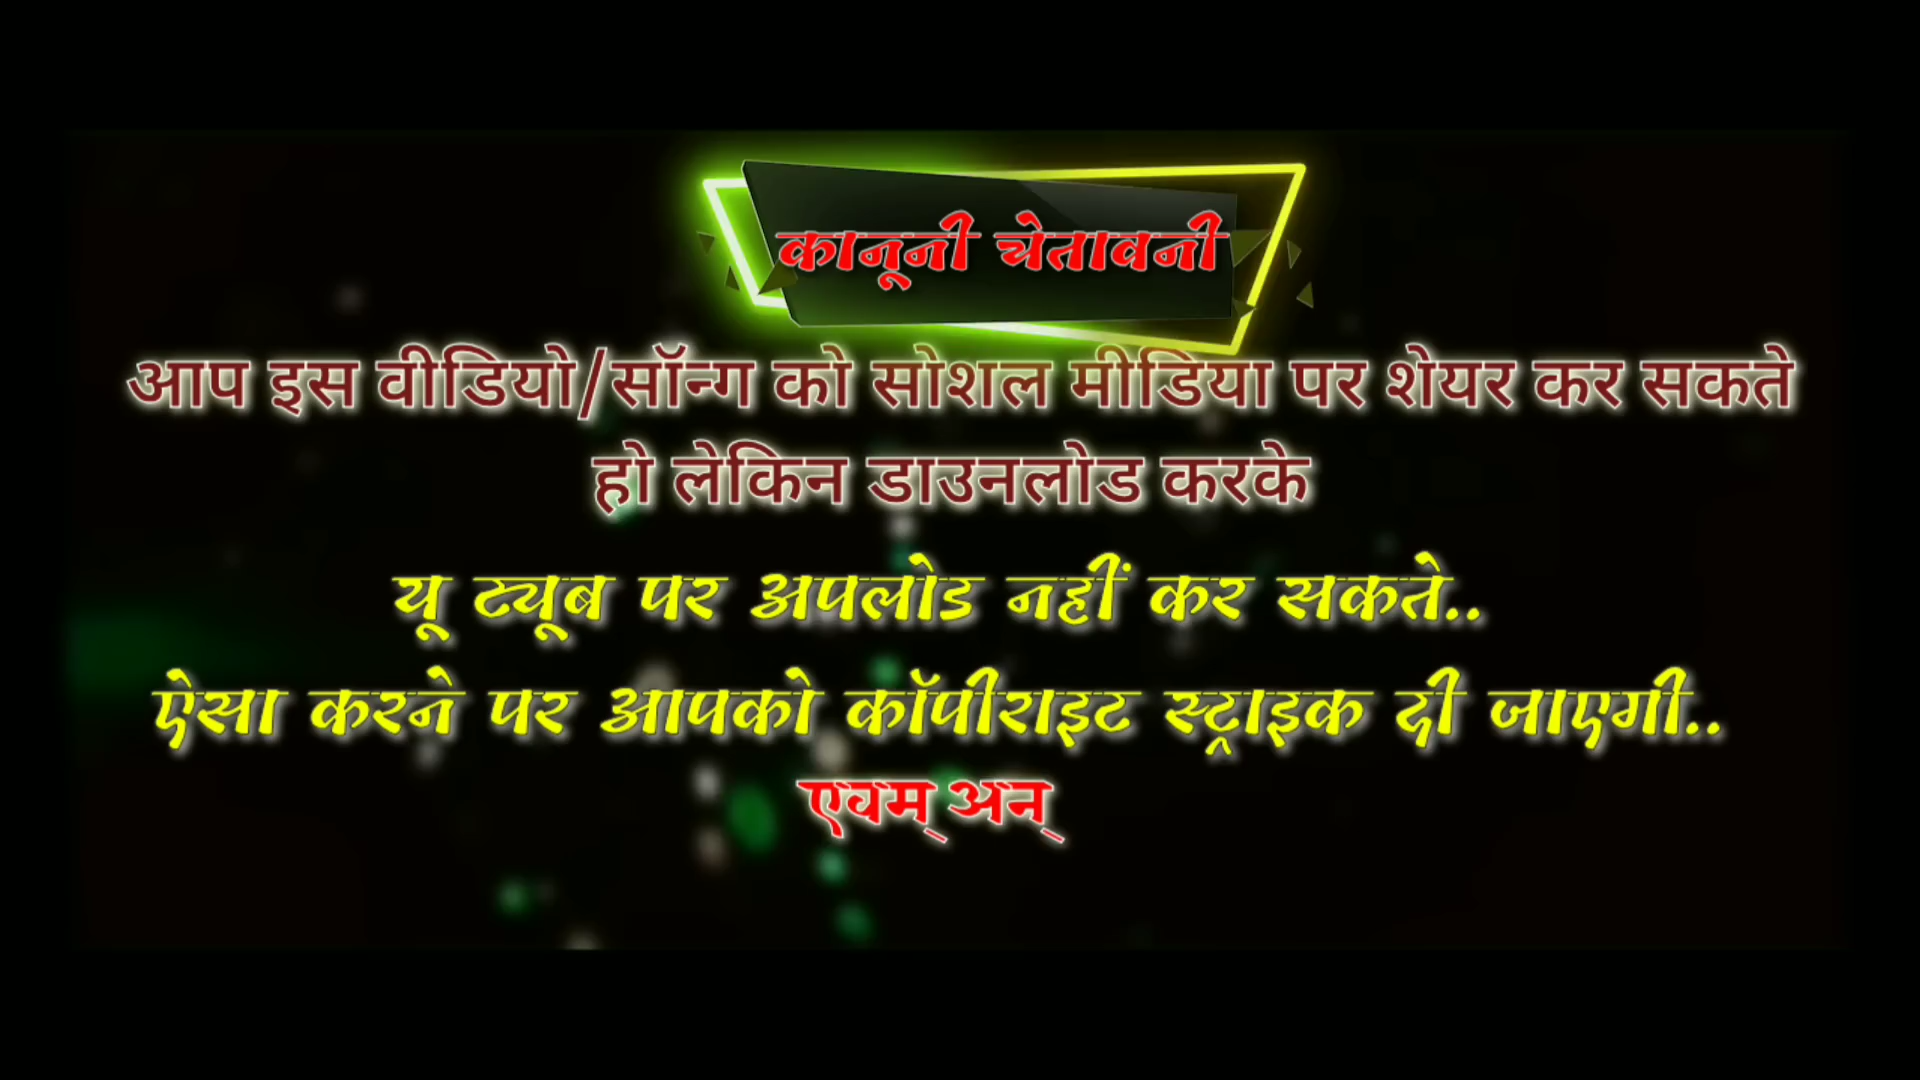 कानूनी चेतावनी
आप इस वीडियो/सॉन्ग को सोशल मीडिया पर शेयर कर सकते
हो लेकिन डाउनलोड करके
यू ट्यूब पर अपलोड नहीं कर सकते..
ऐसा करने पर आपको कॉपीराइट स्ट्राइक दी जाएगी..
एवम् अन्